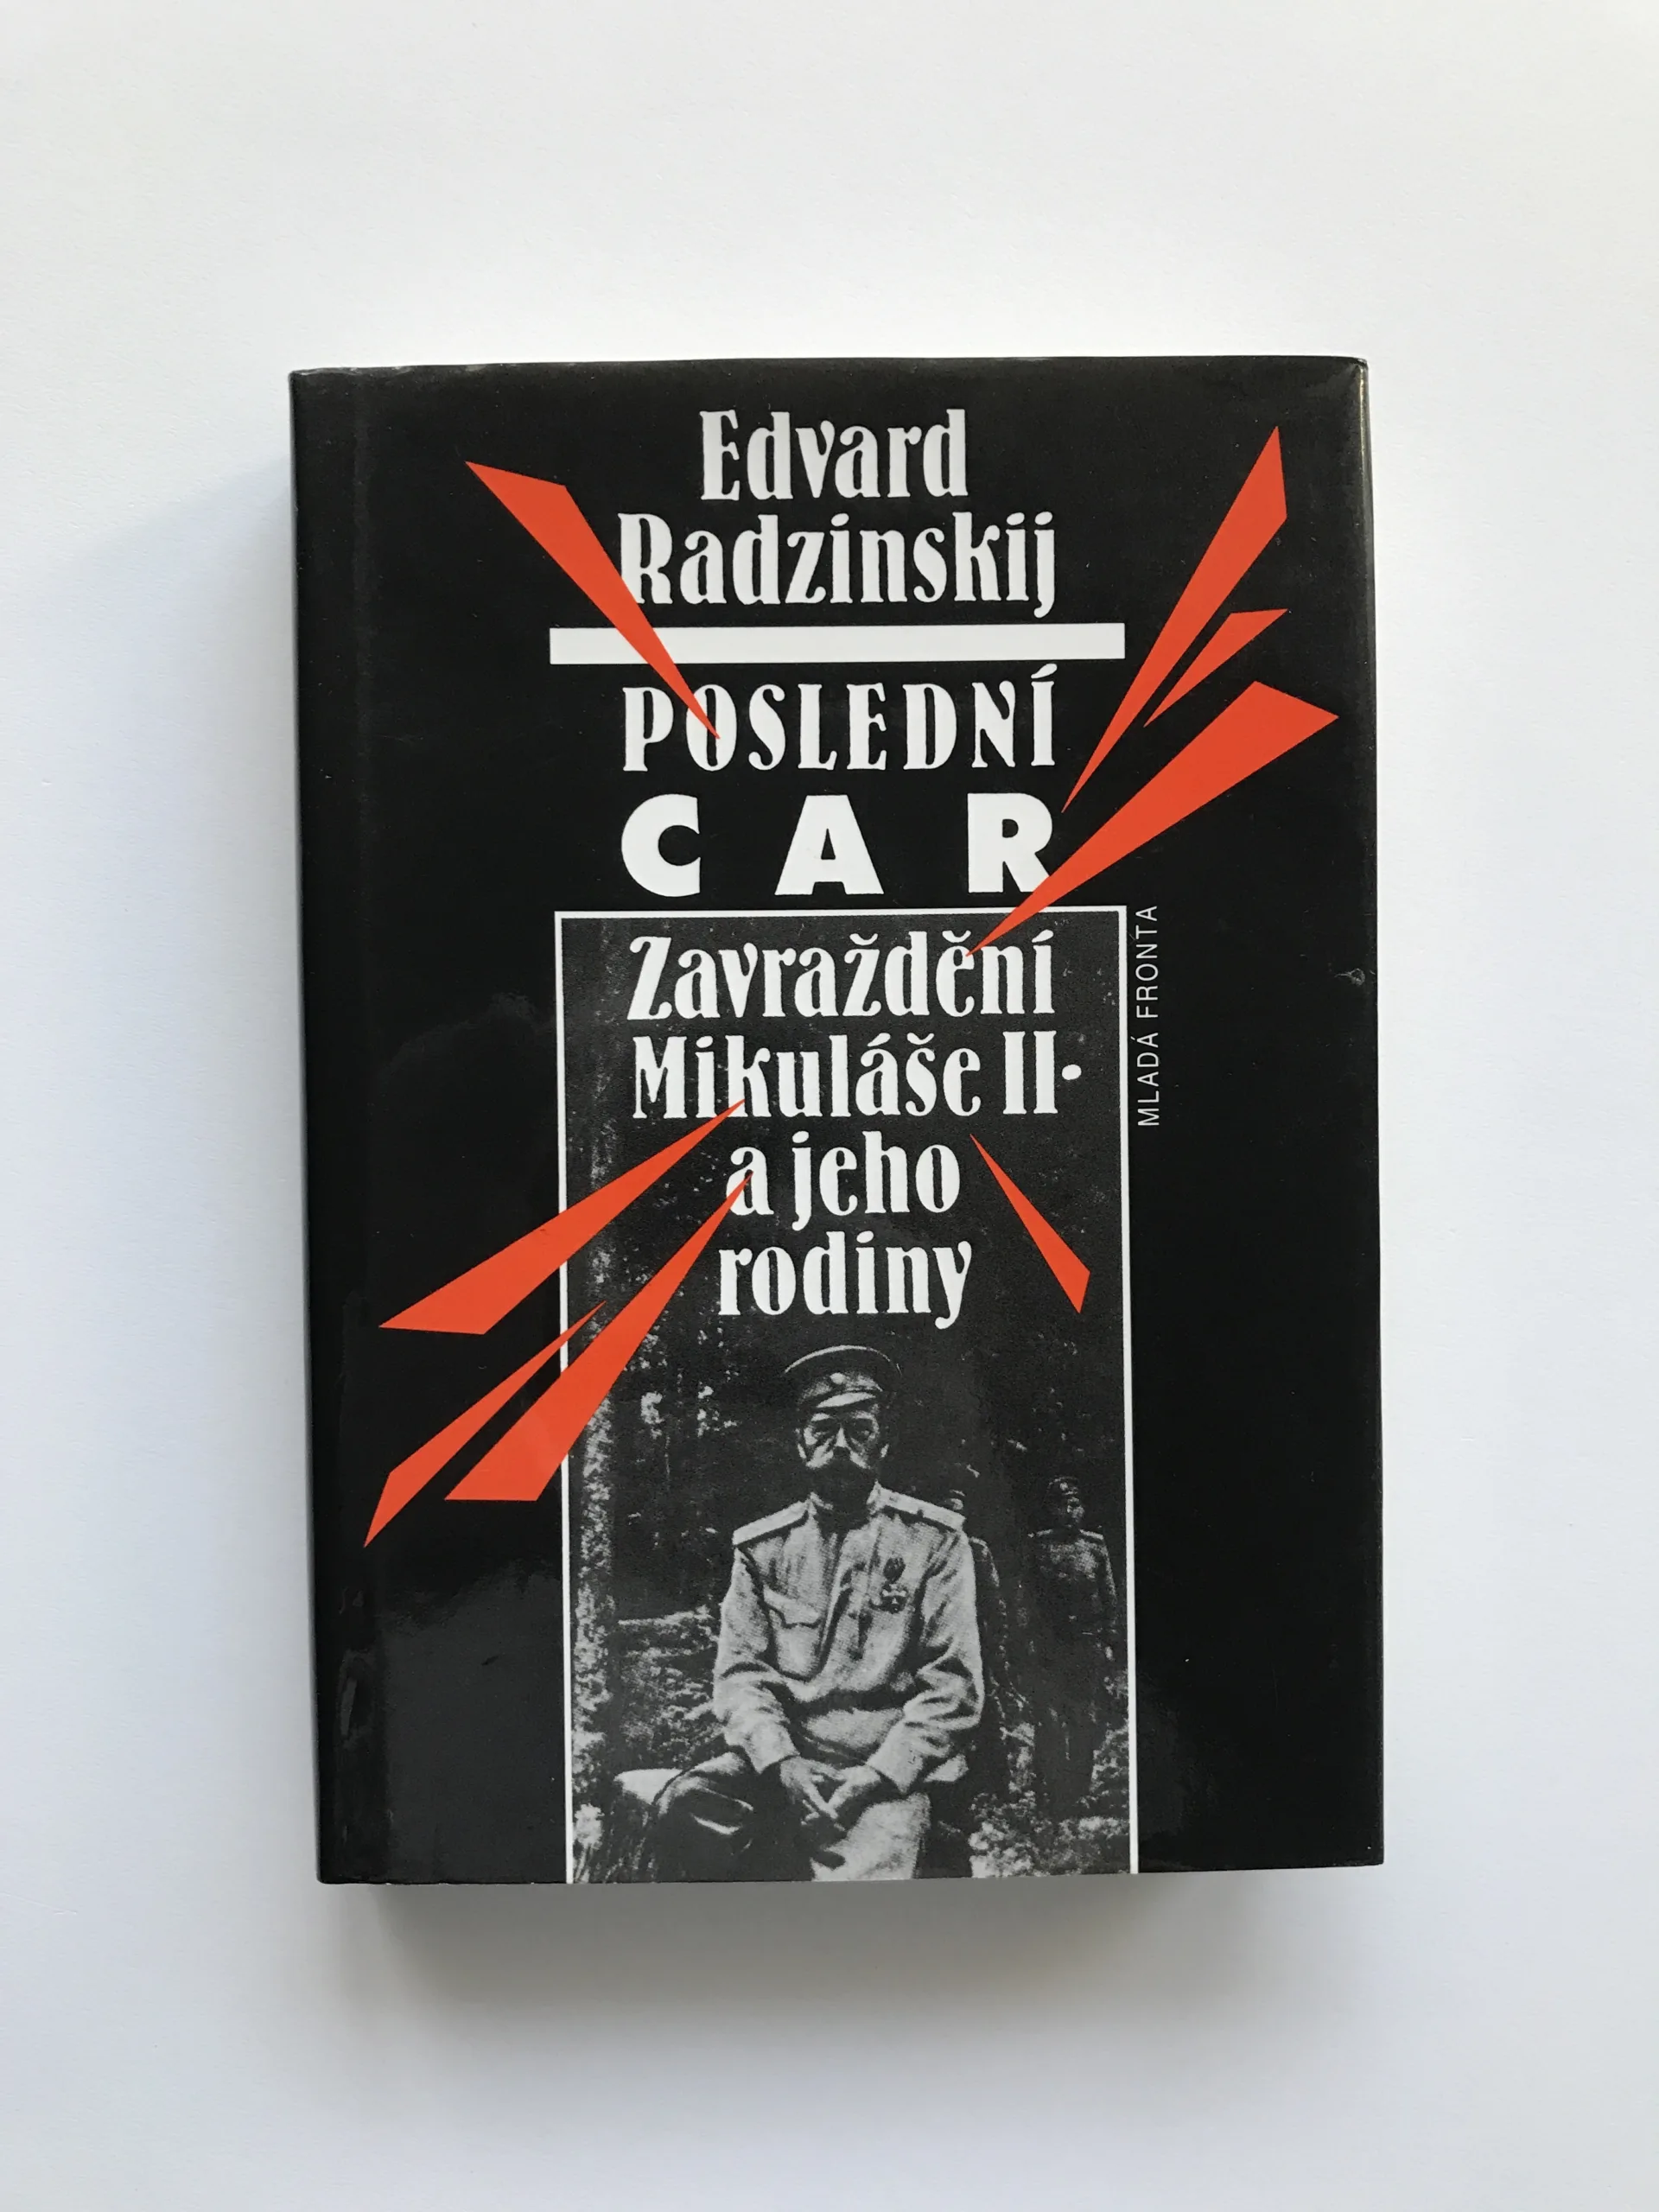 Edvard
Radzinskij
POSLEDNÍ
CAR
Zavraždění
Mikuláše II.
a jeho
rodiny
MLADÁ FRONTA